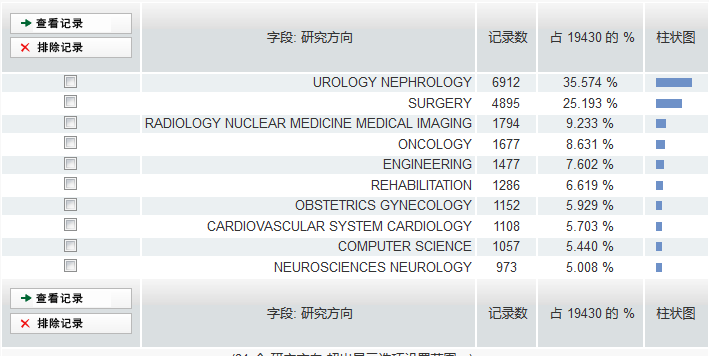 查看记录
排除记录
字段: 研究方向 记录数 占 19430 的 % 柱状图
UROLOGY NEPHROLOGY 6912 35.574 %
SURGERY 4895 25.193 %
RADIOLOGY NUCLEAR MEDICINE MEDICAL IMAGING 1794 9.233 %
ONCOLOGY 1677 8.631 %
ENGINEERING 1477 7.602 %
REHABILITATION 1286 6.619 %
OBSTETRICS GYNECOLOGY 1152 5.929 %
CARDIOVASCULAR SYSTEM CARDIOLOGY 1108 5.703 %
COMPUTER SCIENCE 1057 5.440 %
NEUROSCIENCES NEUROLOGY 973 5.008 %
查看记录
排除记录
字段: 研究方向 记录数 占 19430 的 % 柱状图